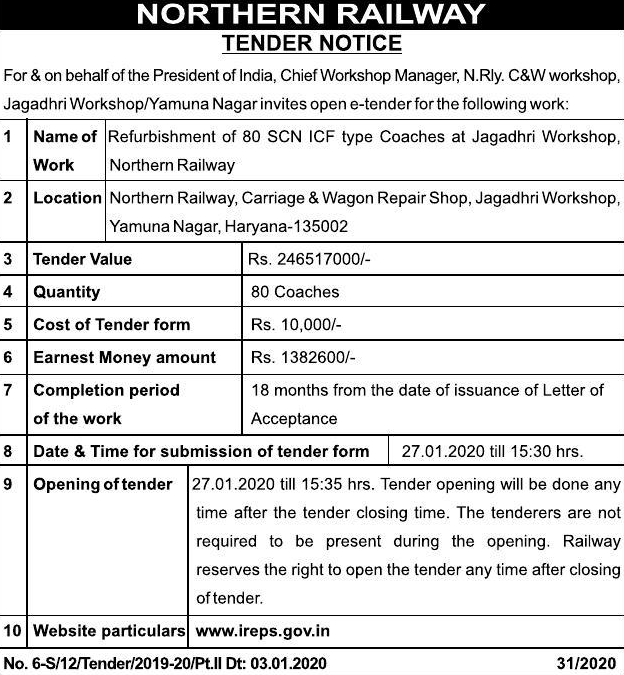 NORTHERN RAILWAY
TENDER NOTICE
For & on behalf of the President of India, Chief Workshop Manager, N.Rly. C&W workshop,
Jagadhri Workshop/Yamuna Nagar invites open e-tender for the following work:
1 Name of Refurbishment of 80 SCN ICF type Coaches at Jagadhri Workshop,
Work Northern Railway
2 Location Northern Railway, Carriage & Wagon Repair Shop, Jagadhri Workshop,
Yamuna Nagar, Haryana-135002
3 Tender Value Rs. 246517000/-
4 Quantity 80 Coaches
5 Cost of Tender form Rs. 10,000/-
6 Earnest Money amount Rs. 1382600/-
7 Completion period 18 months from the date of issuance of Letter of
of the work Acceptance
8 Date & Time for submission of tender form 27.01.2020 till 15:30 hrs.
9 Opening of tender 27.01.2020 till 15:35 hrs. Tender opening will be done any
time after the tender closing time. The tenderers are not
required to be present during the opening. Railway
reserves the right to open the tender any time after closing
of tender.
10 Website particulars www.ireps.gov.in
No. 6-S/12/Tender/2019-20/Pt.II Dt: 03.01.2020 31/2020